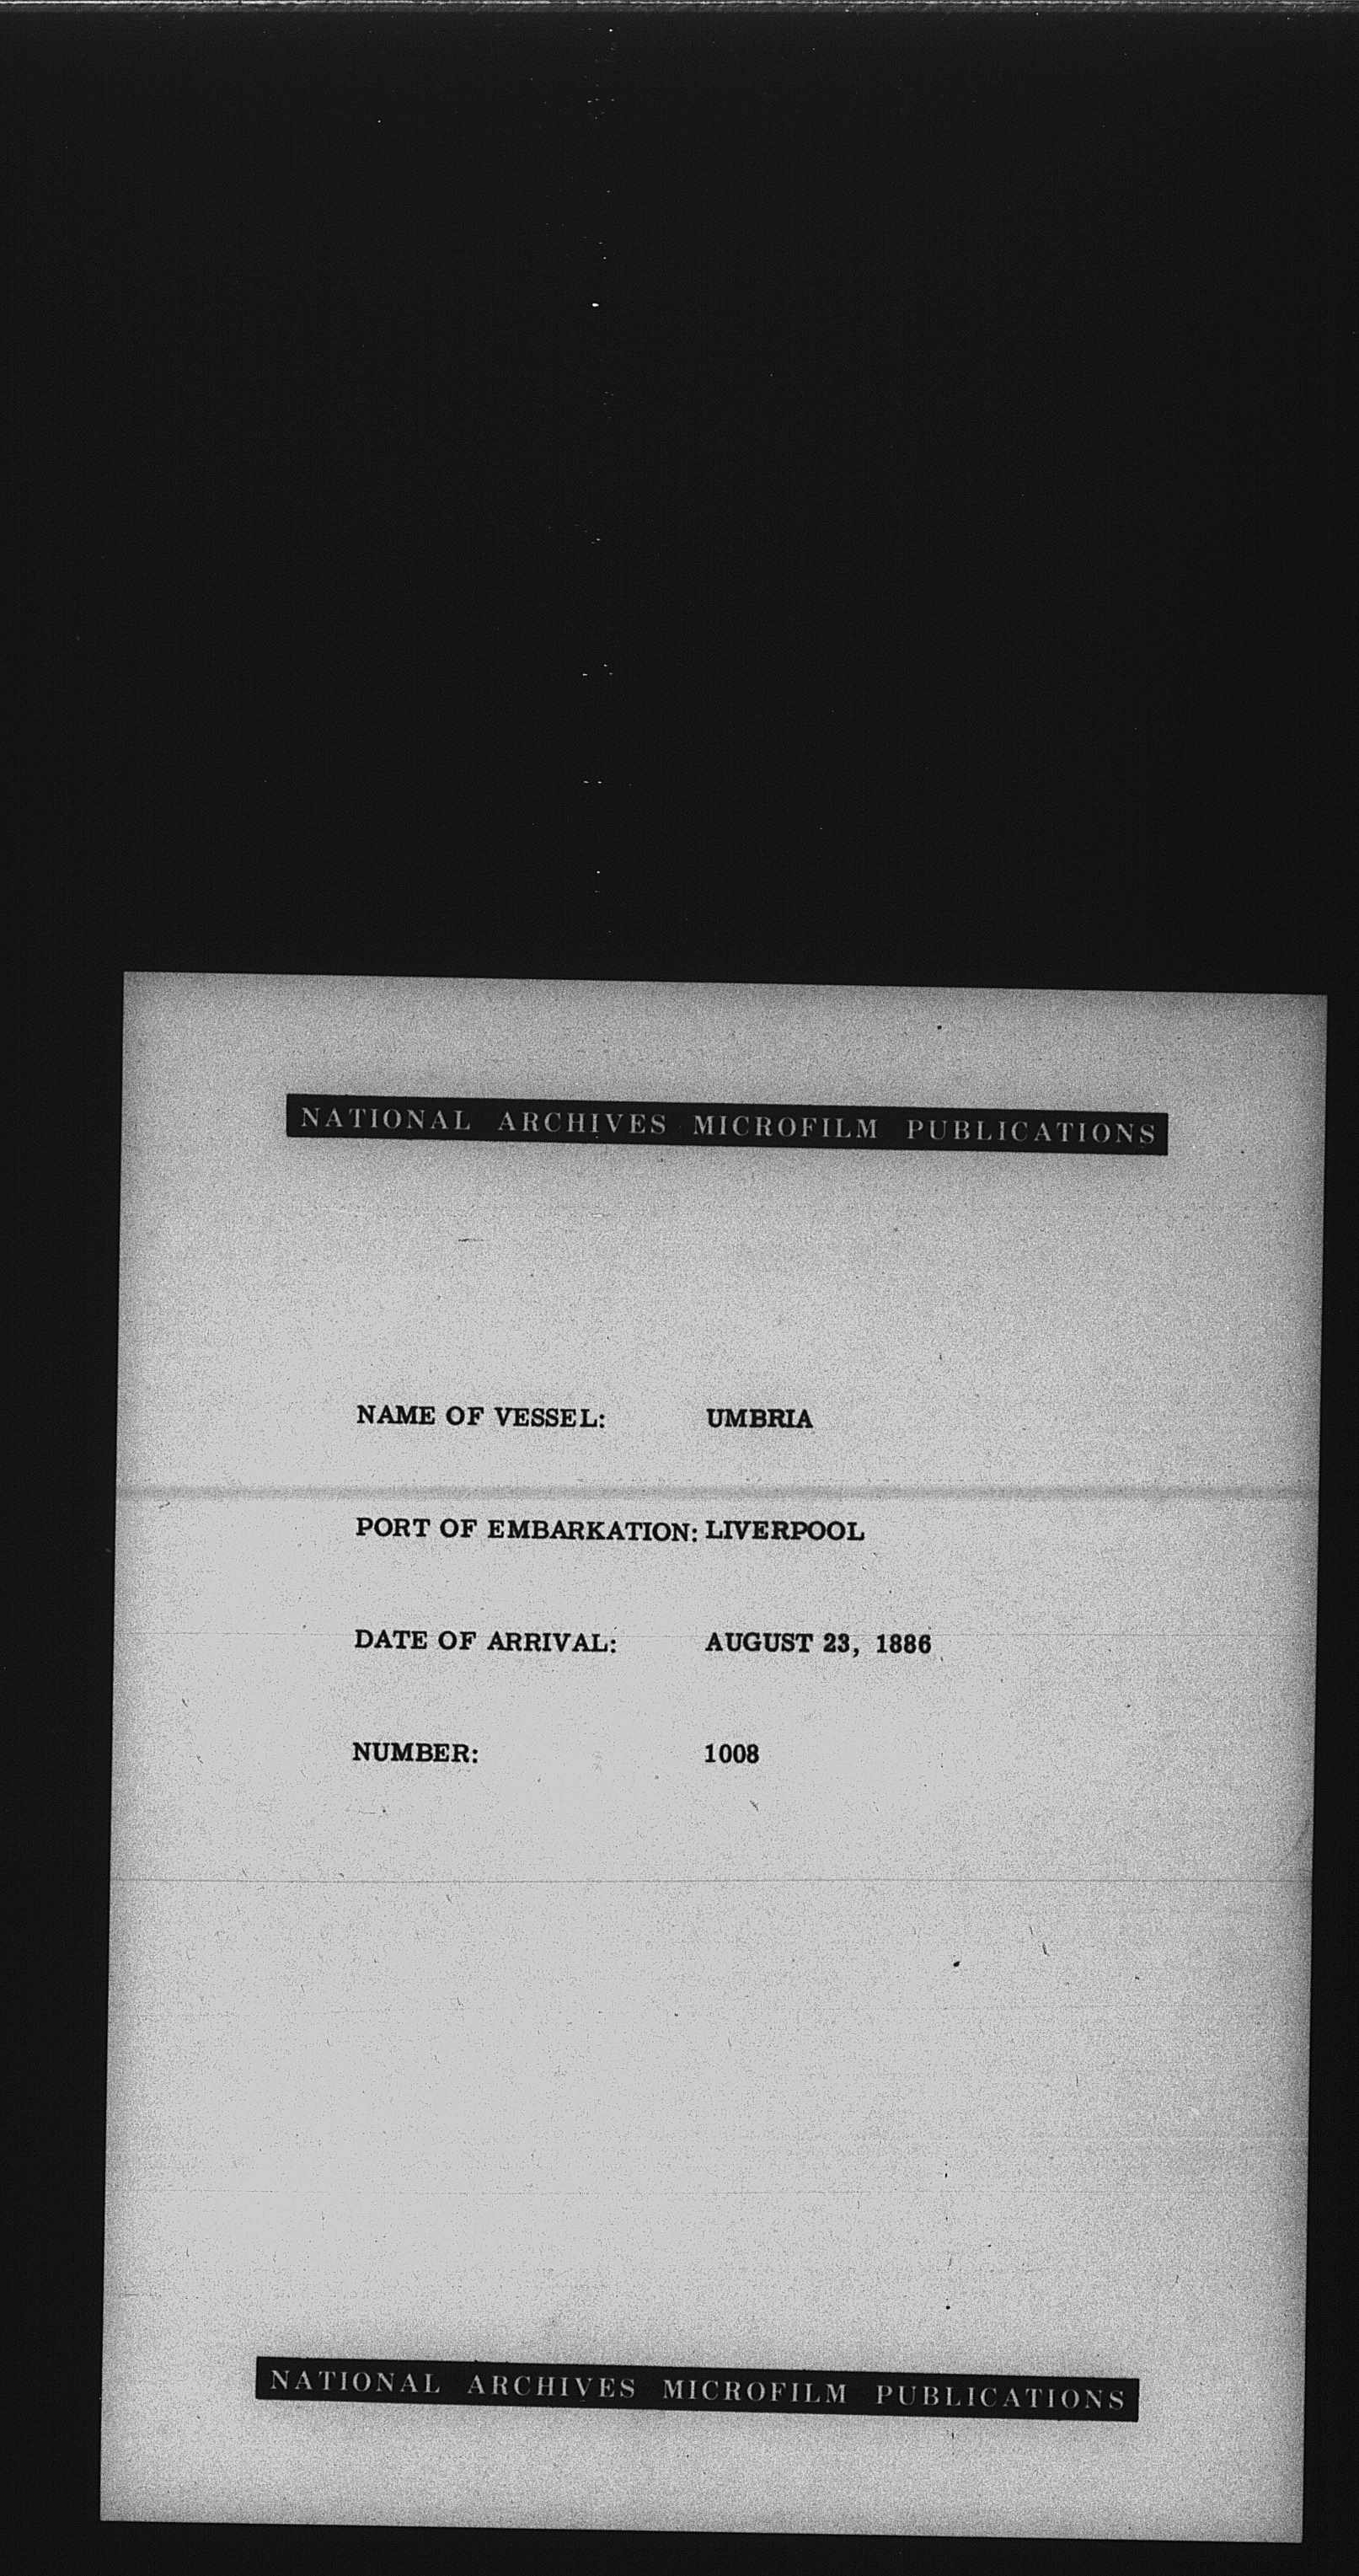 NATIONAL ARCHIVES MICROFILM PUBLICATIONS
NAME OF VESSEL: UMBRIA
PORT OF EMBARKATION: LIVERPOOL
DATE OF ARRIVAL: AUGUST 23, 1886
NUMBER: 1008
NATIONAL ARCHIVES MICROFILM PUBLICATIONS